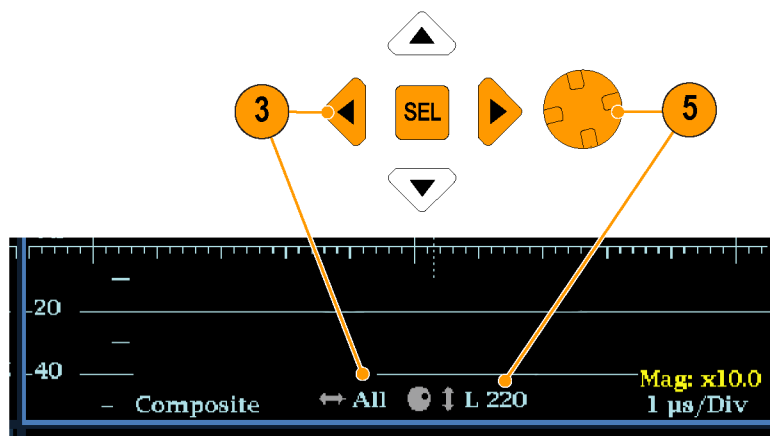 3
SEL
5
-20
-40
Mag: x10.0
– Composite
All
L 220
1 µs/Div